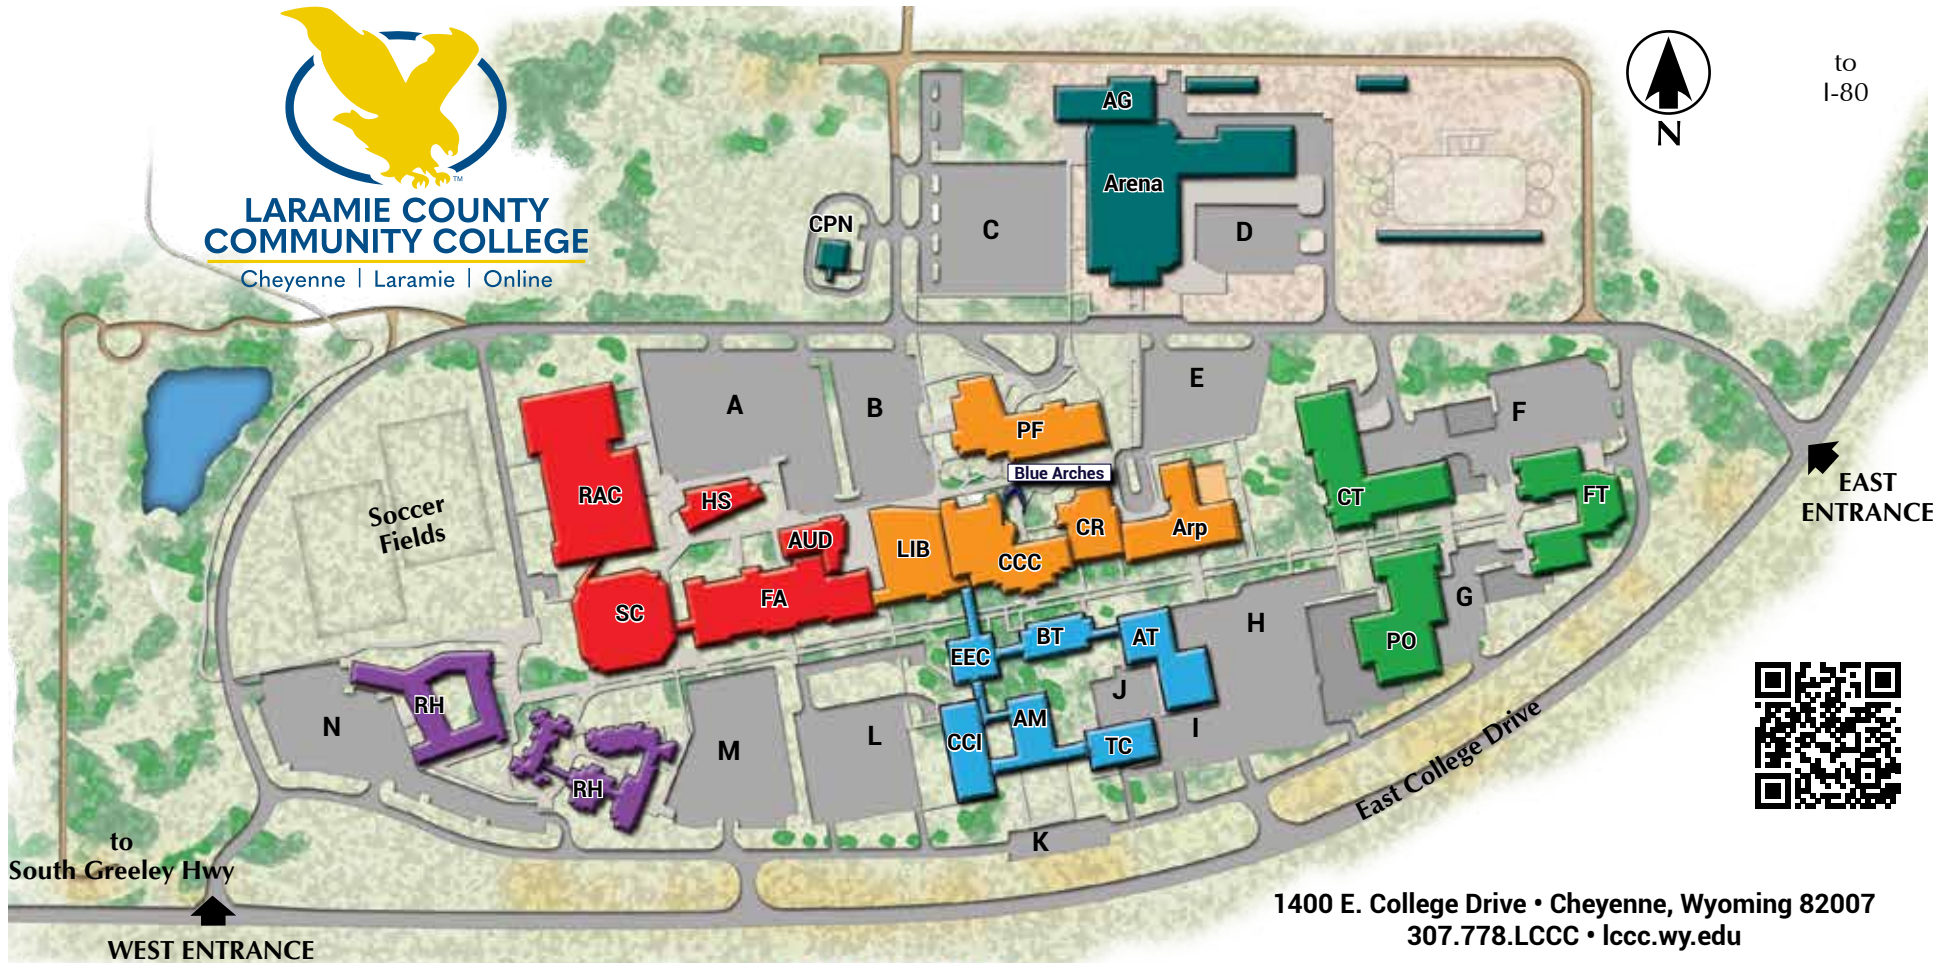 LARAMIE COUNTY
COMMUNITY COLLEGE
Cheyenne | Laramie | Online
TM
N
to
I-80
AG
Arena
CPN
C
D
A
B
E
F
PF
Blue Arches
RAC
HS
AUD
LIB
CCC
CR
Arp
CT
FT
EAST
ENTRANCE
Soccer
Fields
SC
FA
EEC
BT
AT
H
G
PO
RH
N
RH
M
L
CCI
AM
J
TC
I
K
East College Drive
to
South Greeley Hwy
WEST ENTRANCE
1400 E. College Drive • Cheyenne, Wyoming 82007
307.778.LCCC • lccc.wy.edu